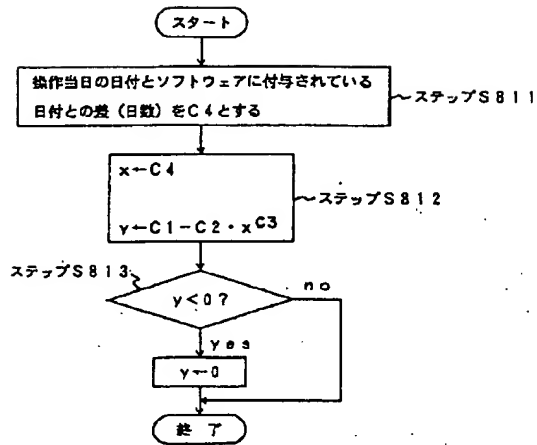 スタート
操作当日の日付とソフトウェアに付与されている
日付との差（日数）をC4とする
ステップS811
x←C4
y←C1－C2・x^C3
ステップS812
ステップS813
y＜0？
no
yes
y←0
終 了